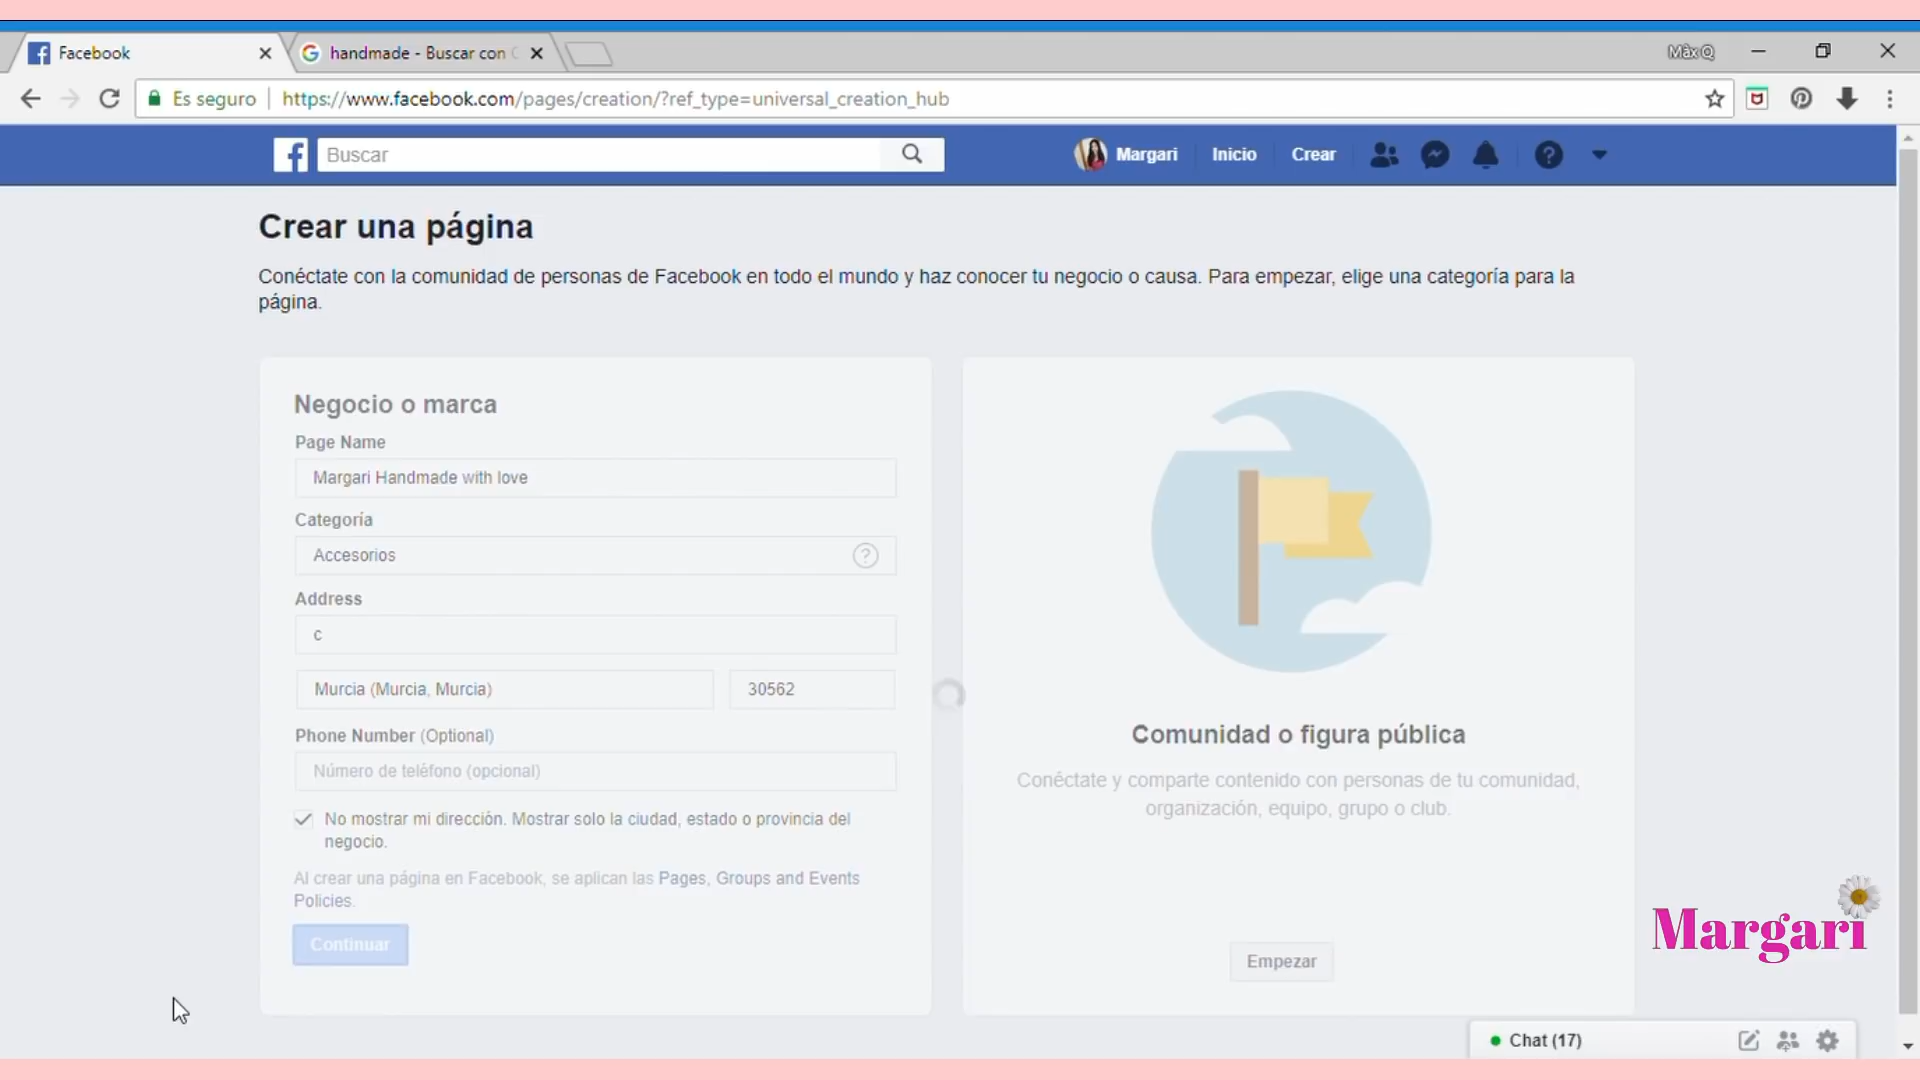 Facebook
handmade - Buscar con
Màx Q
Es seguro
https://www.facebook.com/pages/creation/?ref_type=universal_creation_hub
Buscar
Margari
Inicio
Crear
Crear una página
Conéctate con la comunidad de personas de Facebook en todo el mundo y haz conocer tu negocio o causa. Para empezar, elige una categoría para la
página.
Negocio o marca
Page Name
Margari Handmade with love
Categoría
Accesorios
?
Address
c
Murcia (Murcia, Murcia)
30562
Phone Number (Optional)
Número de teléfono (opcional)
No mostrar mi dirección. Mostrar solo la ciudad, estado o provincia del
negocio.
Al crear una página en Facebook, se aplican las Pages, Groups and Events
Policies.
Continuar
Comunidad o figura pública
Conéctate y comparte contenido con personas de tu comunidad,
organización, equipo, grupo o club.
Empezar
Margari
Chat (17)